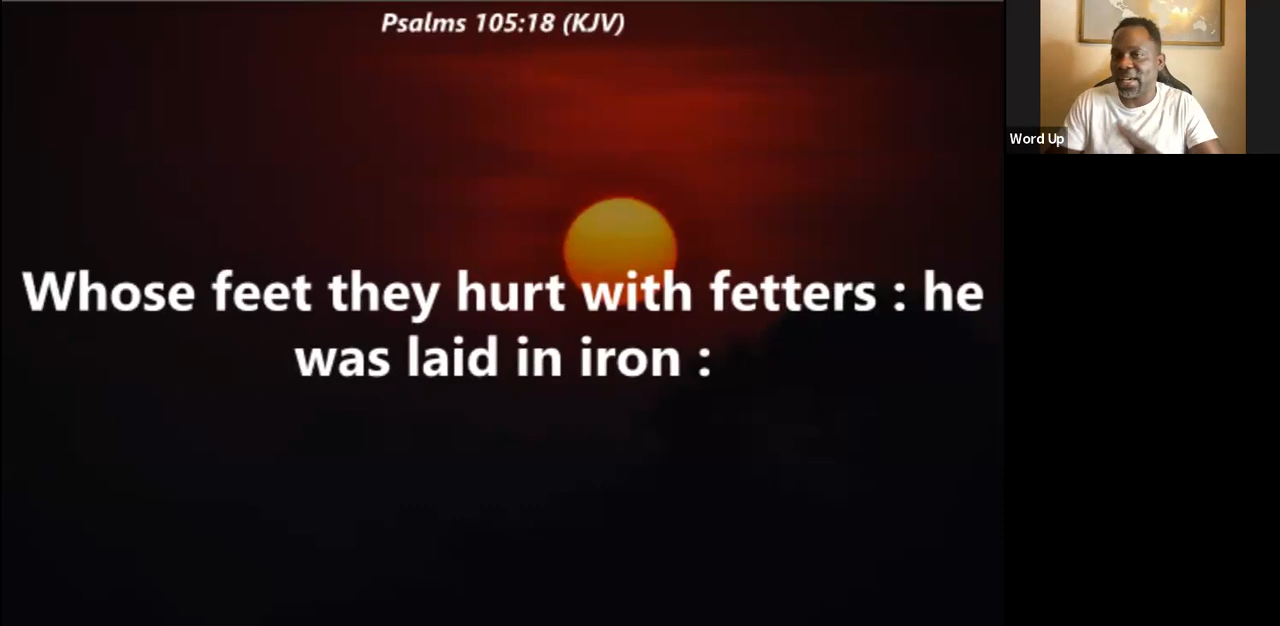 Psalms 105:18 (KJV)
Whose feet they hurt with fetters : he
was laid in iron :
Word Up